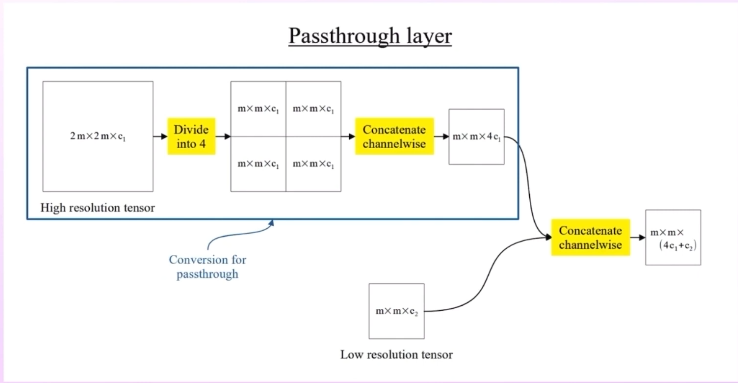 Passthrough layer
2m×2m×c₁
Divide
into 4
m×m×c₁ m×m×c₁
m×m×c₁ m×m×c₁
Concatenate
channelwise
m×m×4c₁
High resolution tensor
Conversion for
passthrough
Concatenate
channelwise
m×m×
(4c₁+c₂)
m×m×c₂
Low resolution tensor